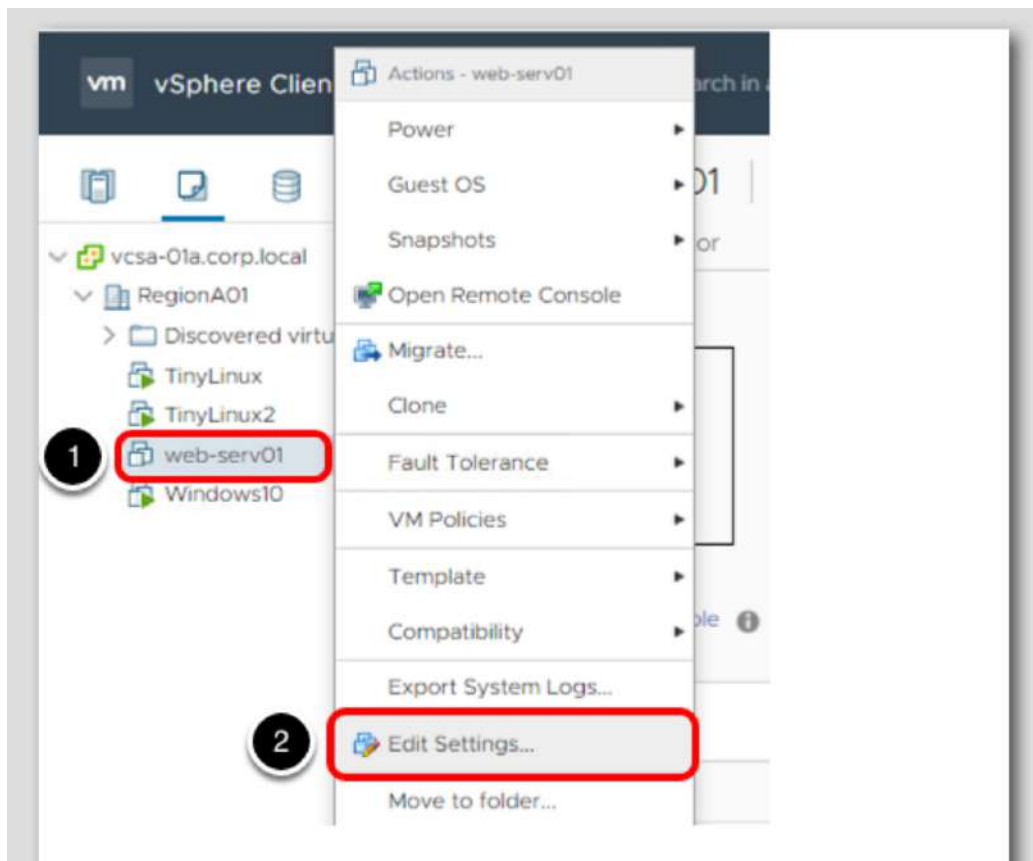 vm vSphere Clien
arch in a
Actions - web-serv01
Power
Guest OS
01
Snapshots
or
vcsa-01a.corp.local
RegionA01
Open Remote Console
Discovered virtu
Migrate...
TinyLinux
TinyLinux2
Clone
1
web-serv01
Fault Tolerance
Windows10
VM Policies
Template
Compatibility
ole
Export System Logs...
2
Edit Settings...
Move to folder...